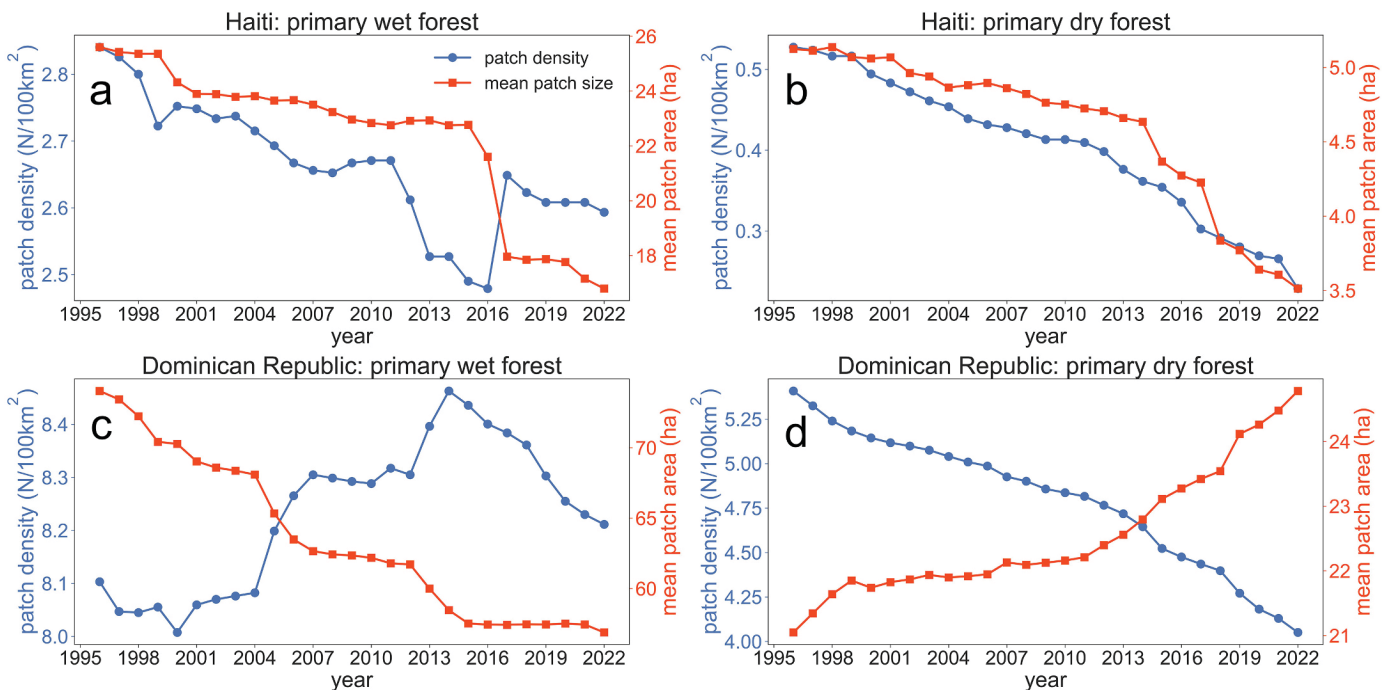 Haiti: primary wet forest
a
patch density
mean patch size
patch density (N/100km²)
2.8
2.7
2.6
2.5
mean patch area (ha)
26
24
22
20
18
1995 1998 2001 2004 2007 2010 2013 2016 2019 2022
year
Haiti: primary dry forest
b
patch density (N/100km²)
0.5
0.4
0.3
mean patch area (ha)
5.0
4.5
4.0
3.5
1995 1998 2001 2004 2007 2010 2013 2016 2019 2022
year
Dominican Republic: primary wet forest
c
patch density (N/100km²)
8.4
8.3
8.2
8.1
8.0
mean patch area (ha)
70
65
60
1995 1998 2001 2004 2007 2010 2013 2016 2019 2022
year
Dominican Republic: primary dry forest
d
patch density (N/100km²)
5.25
5.00
4.75
4.50
4.25
4.00
mean patch area (ha)
24
23
22
21
1995 1998 2001 2004 2007 2010 2013 2016 2019 2022
year